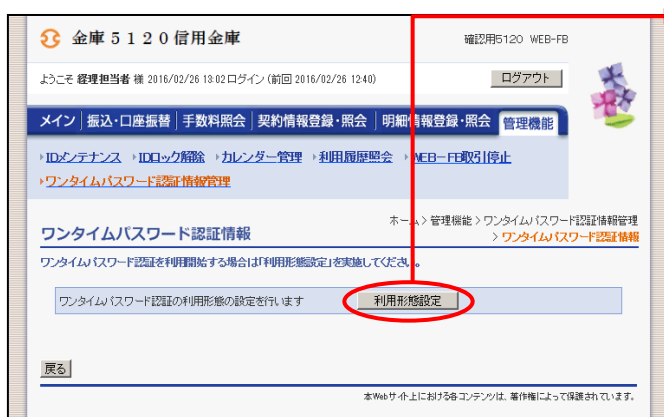 金庫５１２０信用金庫
確認用5120 WEB-FB
ようこそ 経理担当者 様 2016/02/26 13:02ログイン (前回 2016/02/26 12:40)
ログアウト
メイン 振込・口座振替 手数料照会 契約情報登録・照会 明細情報登録・照会 管理機能
IDメンテナンス IDロック解除 カレンダー管理 利用履歴照会 WEB－FB取引停止
ワンタイムパスワード認証情報管理
ホーム > 管理機能 > ワンタイムパスワード認証情報管理
> ワンタイムパスワード認証情報
ワンタイムパスワード認証情報
ワンタイムパスワード認証を利用開始する場合は「利用形態設定」を実施してください。
ワンタイムパスワード認証の利用形態の設定を行います
利用形態設定
戻る
本Webサイト上における各コンテンツは、著作権によって保護されています。